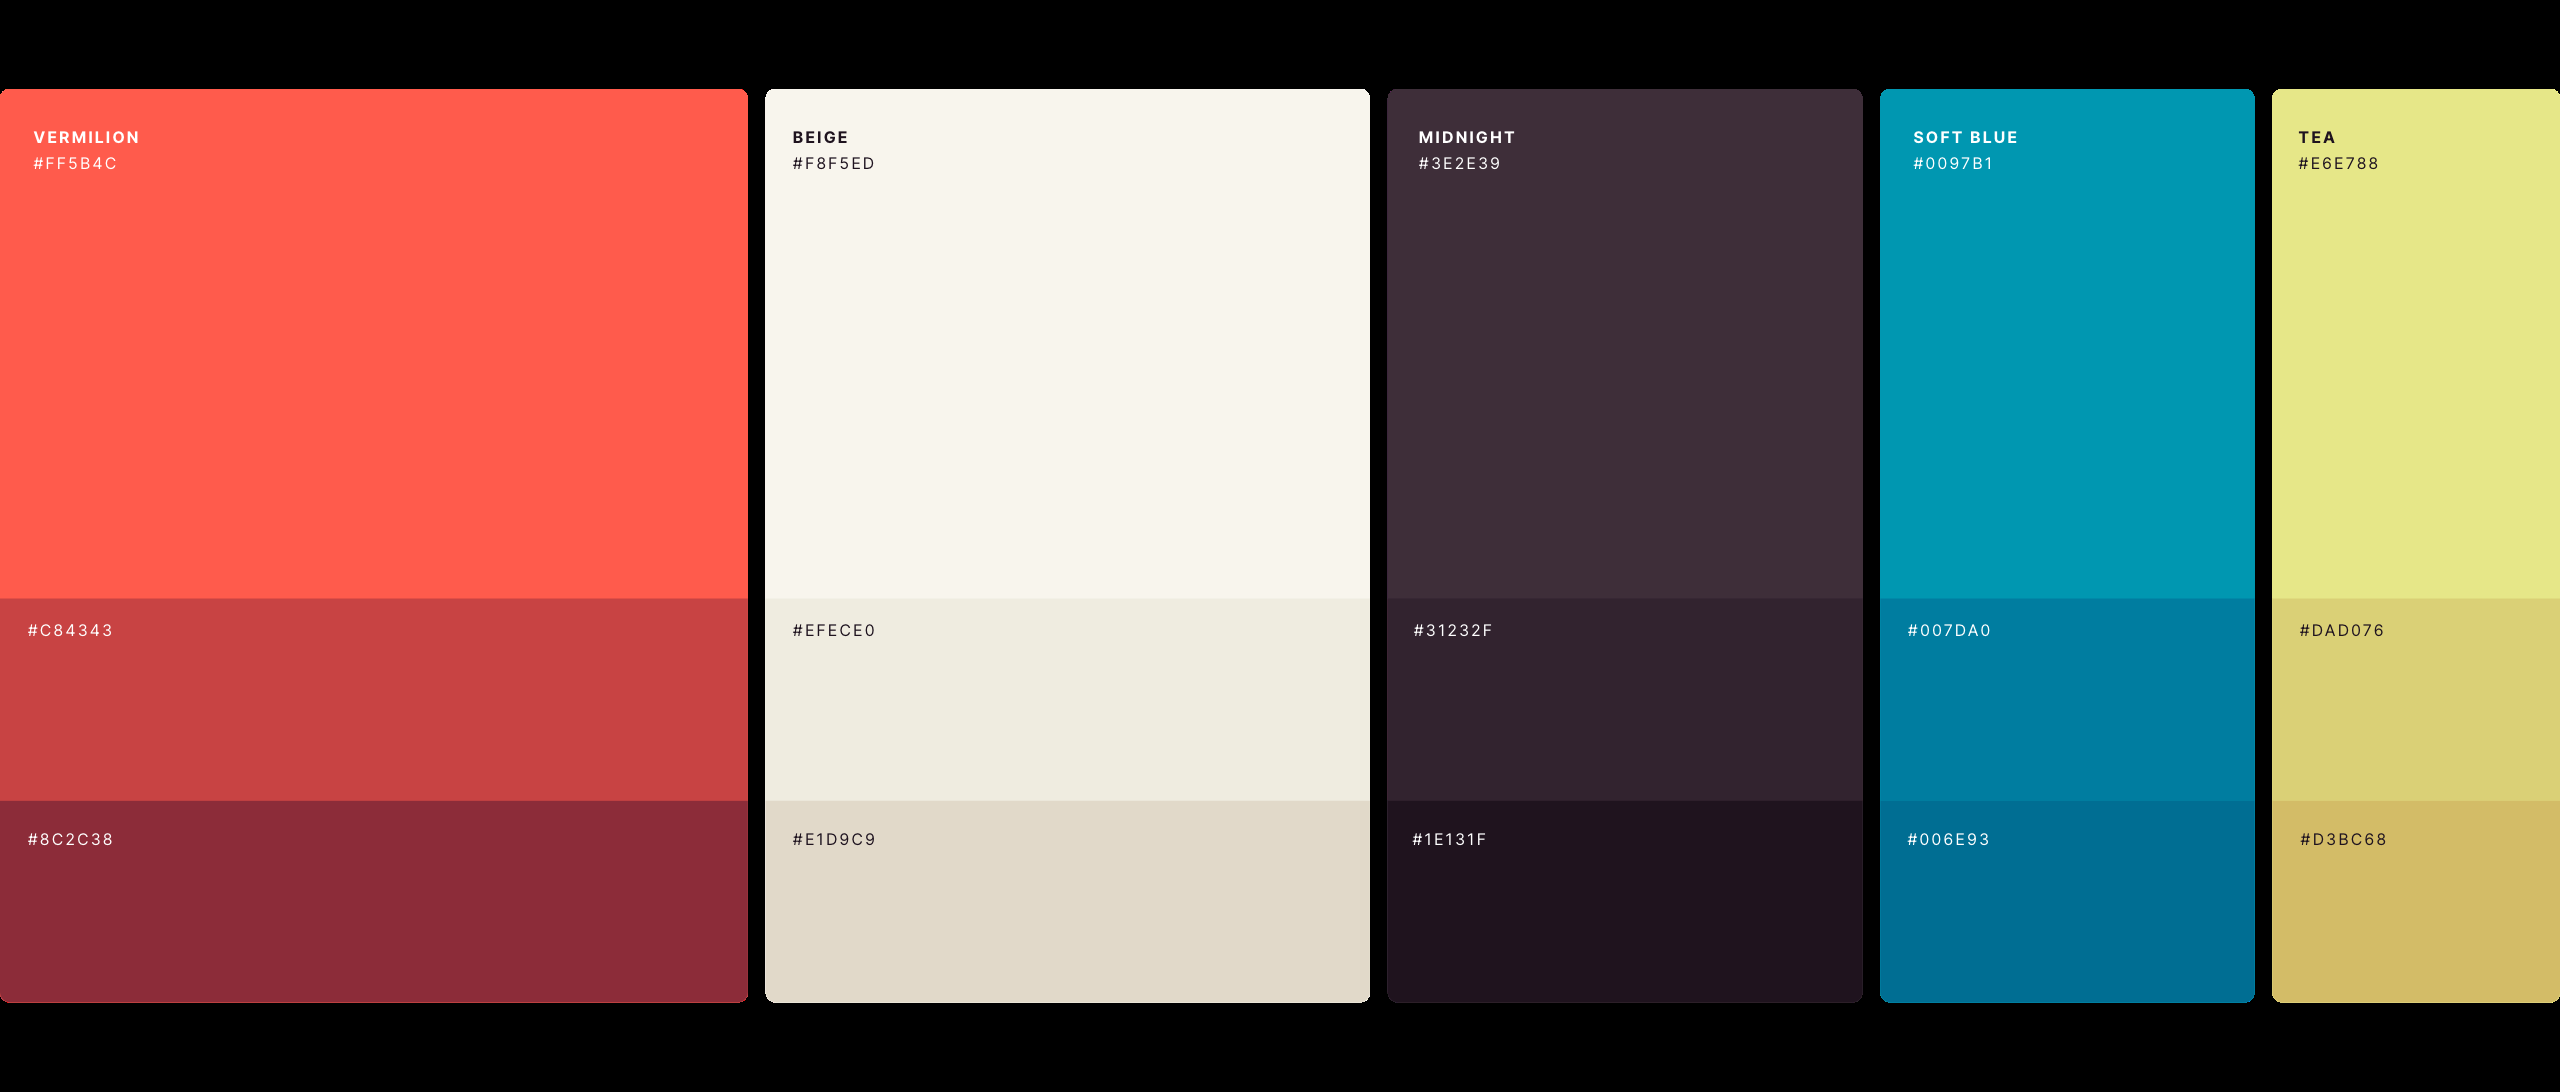 VERMILION
#FF5B4C
#C84343
#8C2C38
BEIGE
#F8F5ED
#EFECE0
#E1D9C9
MIDNIGHT
#3E2E39
#31232F
#1E131F
SOFT BLUE
#0097B1
#007DA0
#006E93
TEA
#E6E788
#DAD076
#D3BC68